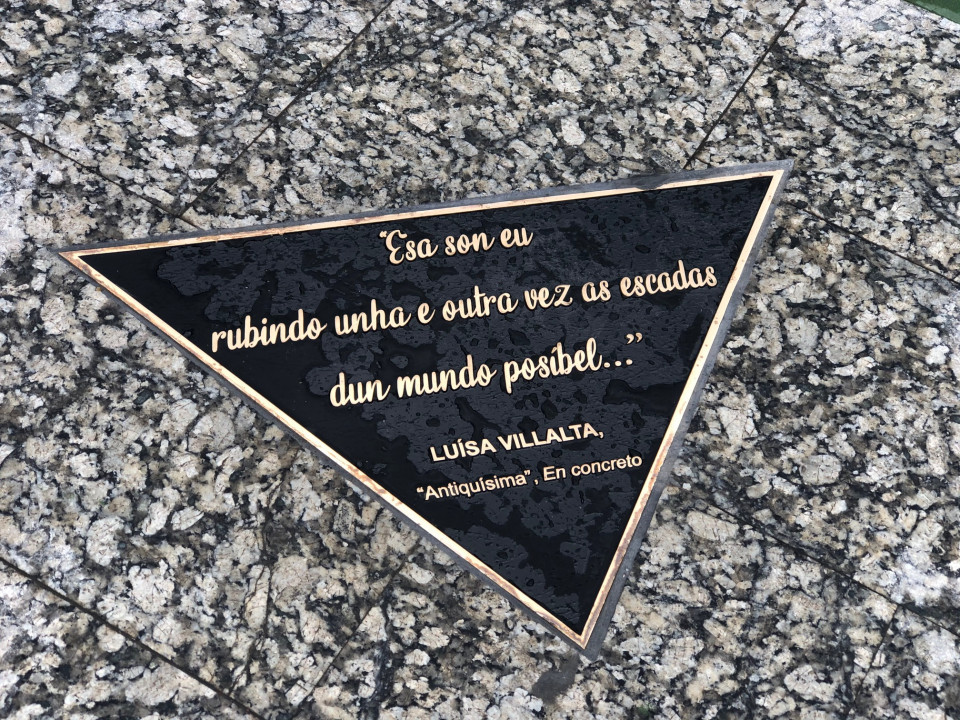 “Esa son eu
rubindo unha e outra vez as escadas
dun mundo posíbel...”
LUÍSA VILLALTA,
“Antiquísima”, En concreto